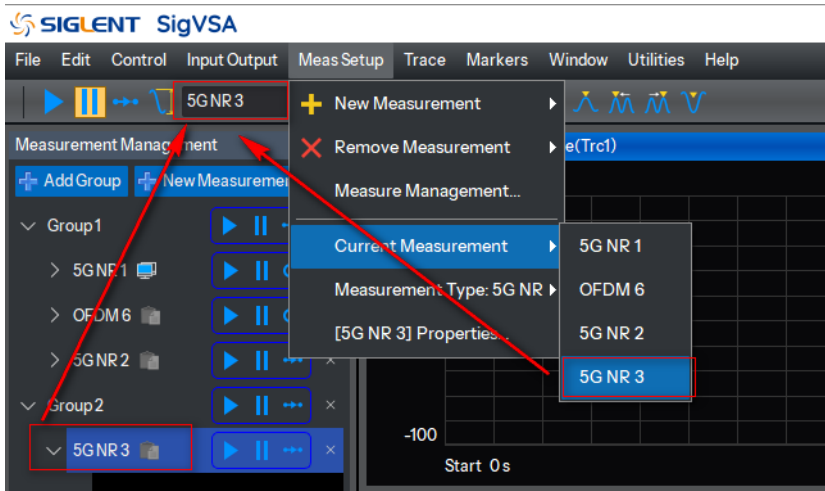 SIGLENT SigVSA
File Edit Control Input Output Meas Setup Trace Markers Window Utilities Help
5G NR 3
New Measurement
Measurement Management
Remove Measurement
e(Trc1)
Add Group
New Measuremen
Measure Management...
Group1
Current Measurement
5G NR 1
5G NR 1
Measurement Type: 5G NR
OFDM 6
OFDM 6
[5G NR 3] Properties...
5G NR 2
5G NR 2
5G NR 3
Group2
-100
5G NR 3
Start 0 s